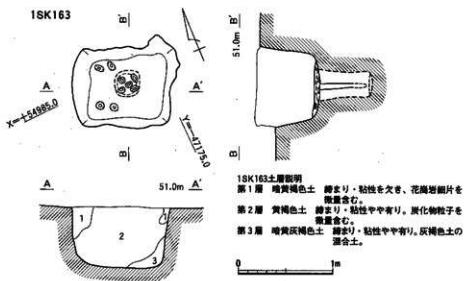 1SK163
B'
B'
51.0m
A
A'
X=+54985.0
Y=-47175.0
B
B
A
51.0m
A'
1
1
2
3
1SK163土層説明
第1層 暗黄褐色土 締まり・粘性を欠き、花崗岩細片を
微量含む。
第2層 黄褐色土 締まり・粘性やや有り。炭化物粒子を
微量含む。
第3層 暗黄灰褐色土 締まり・粘性やや有り。灰褐色土の
混合土。
0
1m